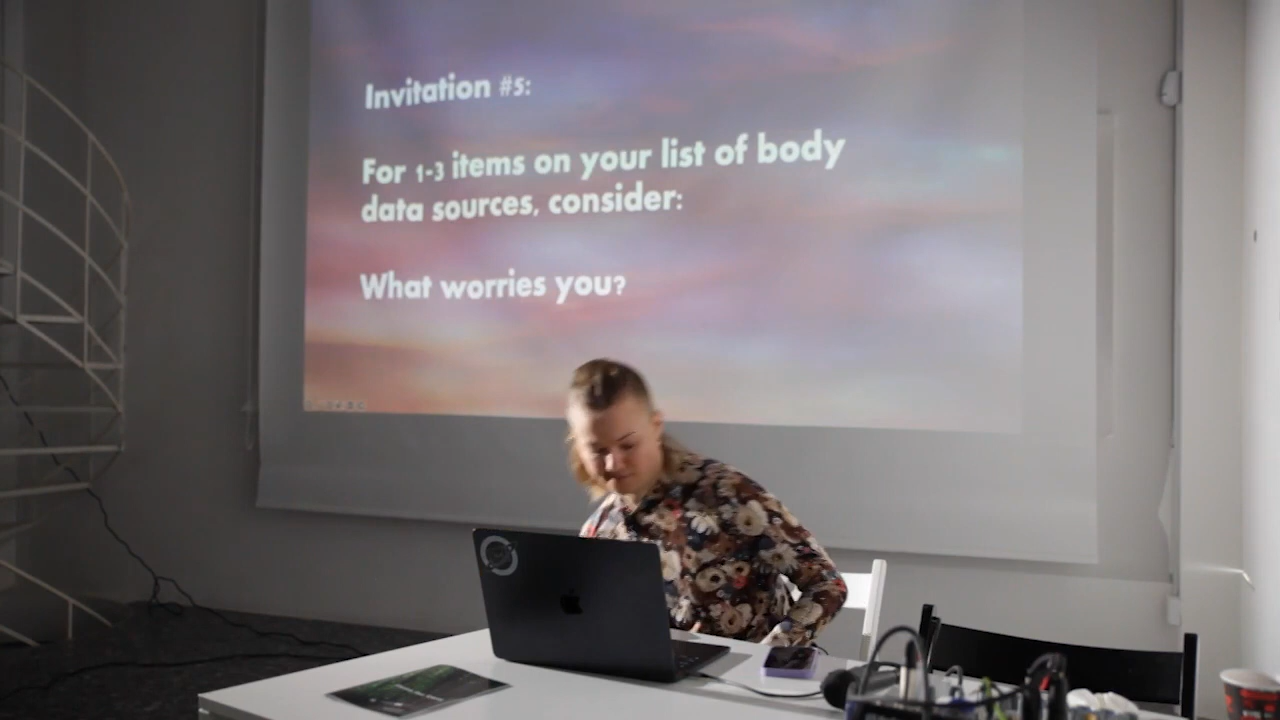 Invitation #5:
For 1-3 items on your list of body
data sources, consider:
What worries you?